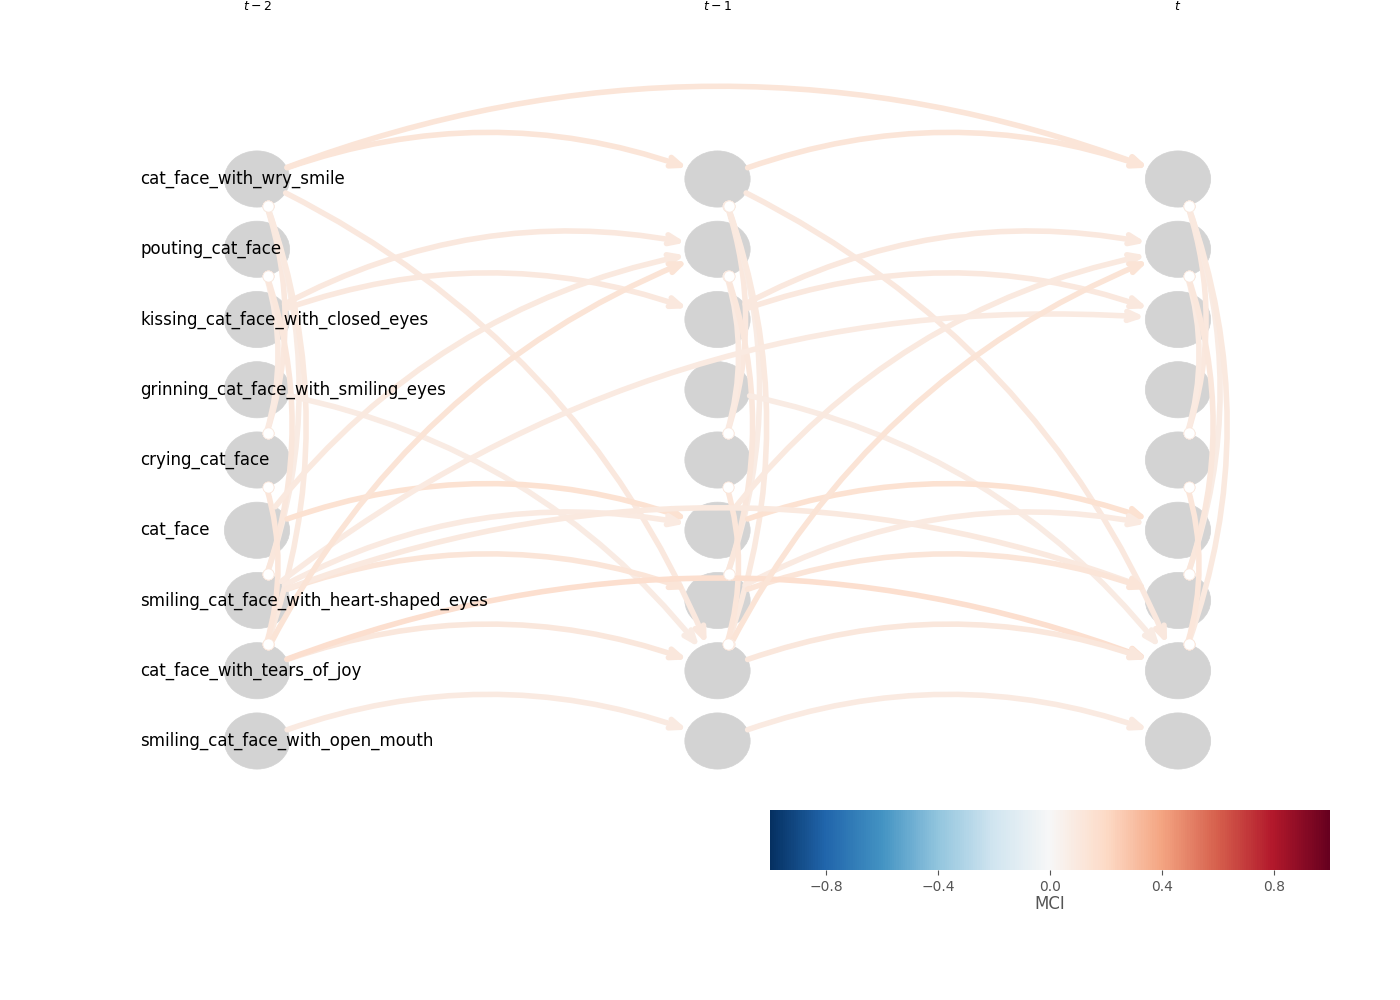 t − 2 t − 1 t
cat_face_with_wry_smile
pouting_cat_face
kissing_cat_face_with_closed_eyes
grinning_cat_face_with_smiling_eyes
crying_cat_face
cat_face
smiling_cat_face_with_heart-shaped_eyes
cat_face_with_tears_of_joy
smiling_cat_face_with_open_mouth
−0.8 −0.4 0.0 0.4 0.8
MCI